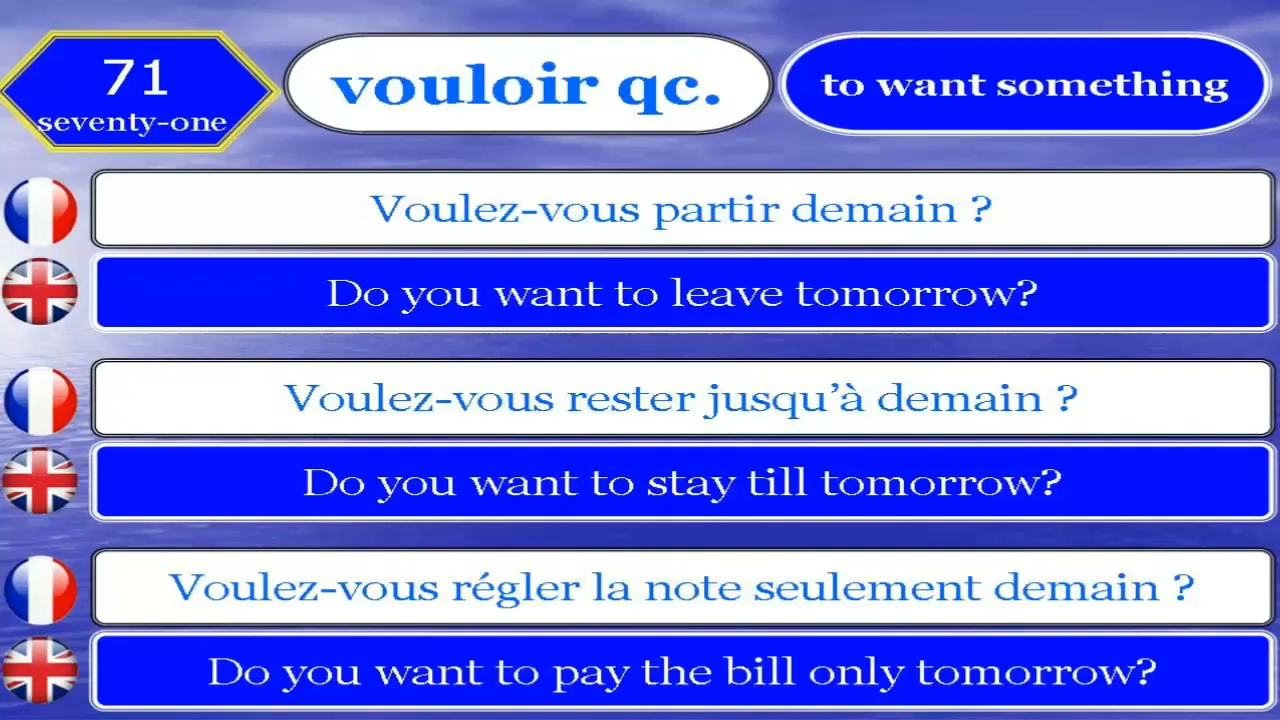 71
seventy-one
vouloir qc.
to want something
Voulez-vous partir demain ?
Do you want to leave tomorrow?
Voulez-vous rester jusqu’à demain ?
Do you want to stay till tomorrow?
Voulez-vous régler la note seulement demain ?
Do you want to pay the bill only tomorrow?